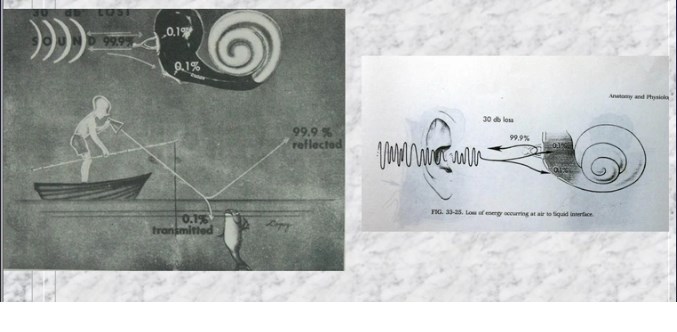 30 db LOST
SOUND 99.9%
0.1%
0.1%
99.9 %
reflected
0.1%
transmitted
Anatomy and Physiolo
30 db loss
99.9%
0.1%
0.1%
FIG. 33-25. Loss of energy occurring at air to liquid interface.